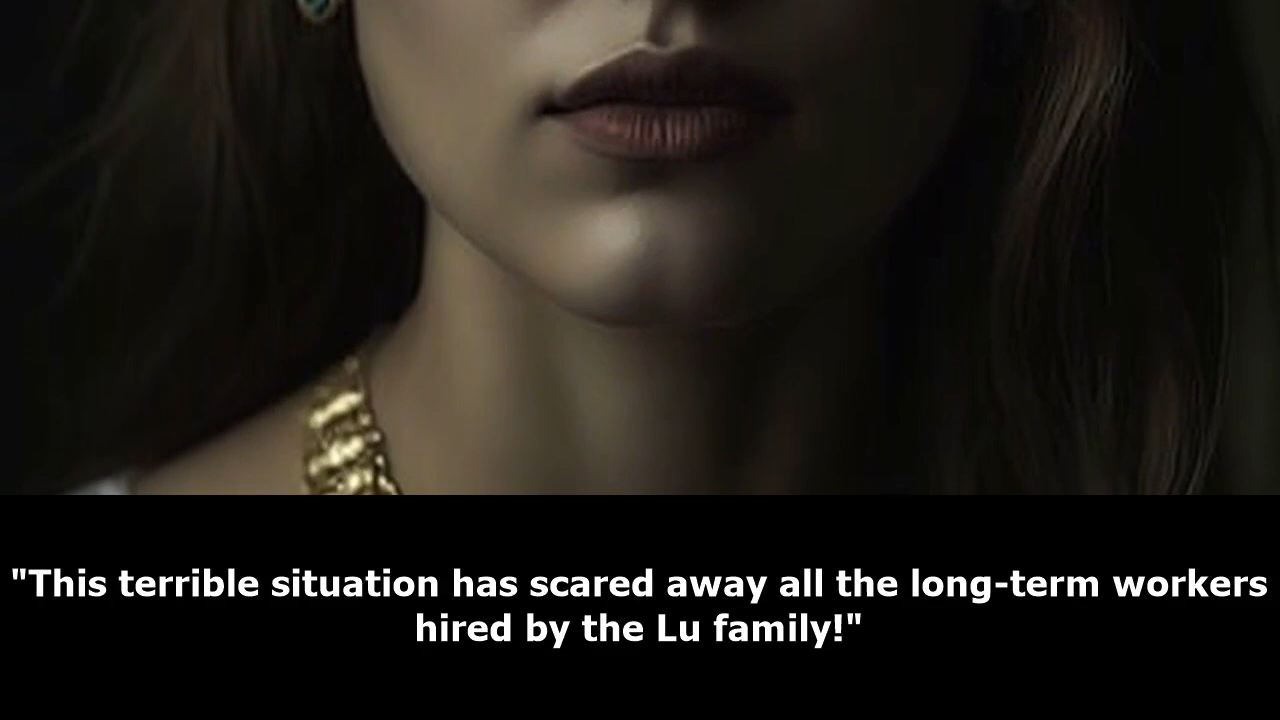 "This terrible situation has scared away all the long-term workers
hired by the Lu family!"